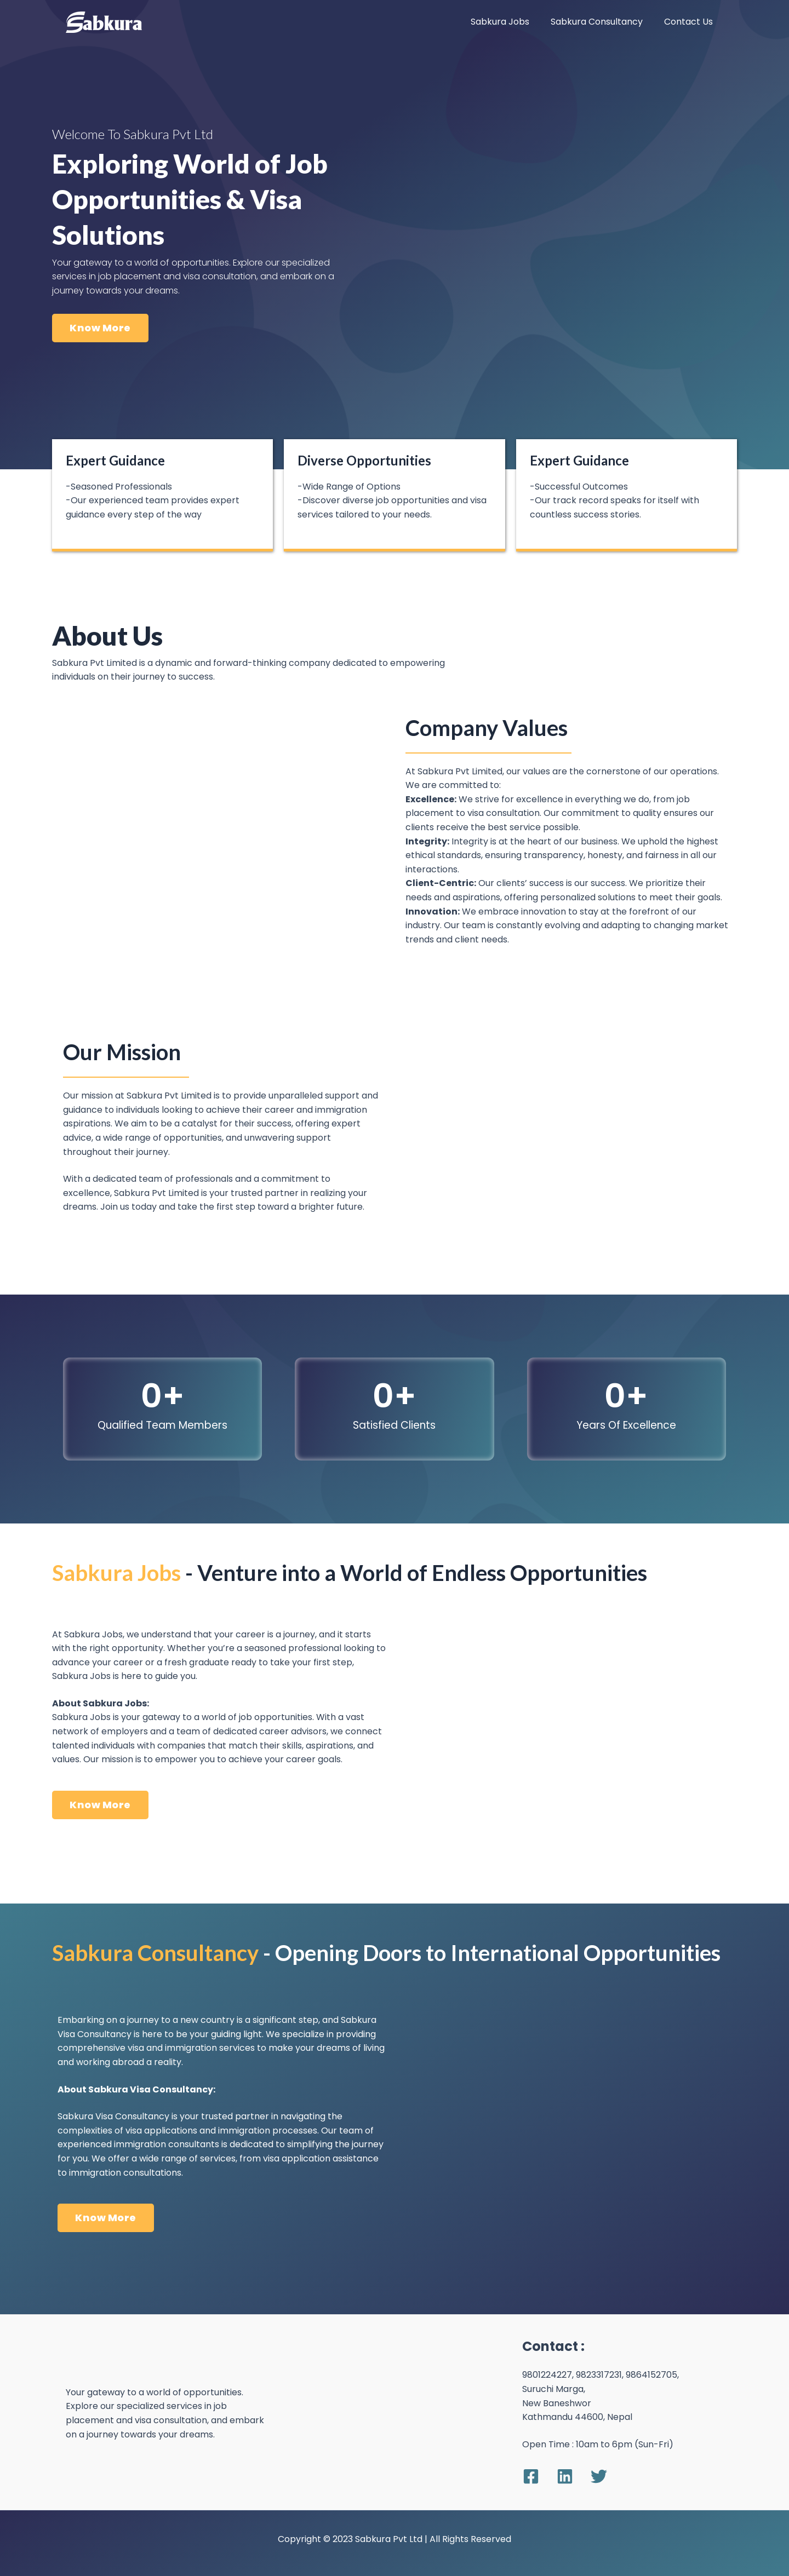 Sabkura
Sabkura Jobs
Sabkura Consultancy
Contact Us
Welcome To Sabkura Pvt Ltd
Exploring World of Job
Opportunities & Visa
Solutions
Your gateway to a world of opportunities. Explore our specialized
services in job placement and visa consultation, and embark on a
journey towards your dreams.
Know More
Expert Guidance
-Seasoned Professionals
-Our experienced team provides expert
guidance every step of the way
Diverse Opportunities
-Wide Range of Options
-Discover diverse job opportunities and visa
services tailored to your needs.
Expert Guidance
-Successful Outcomes
-Our track record speaks for itself with
countless success stories.
About Us
Sabkura Pvt Limited is a dynamic and forward-thinking company dedicated to empowering
individuals on their journey to success.
Company Values
At Sabkura Pvt Limited, our values are the cornerstone of our operations.
We are committed to:
Excellence: We strive for excellence in everything we do, from job
placement to visa consultation. Our commitment to quality ensures our
clients receive the best service possible.
Integrity: Integrity is at the heart of our business. We uphold the highest
ethical standards, ensuring transparency, honesty, and fairness in all our
interactions.
Client-Centric: Our clients’ success is our success. We prioritize their
needs and aspirations, offering personalized solutions to meet their goals.
Innovation: We embrace innovation to stay at the forefront of our
industry. Our team is constantly evolving and adapting to changing market
trends and client needs.
Our Mission
Our mission at Sabkura Pvt Limited is to provide unparalleled support and
guidance to individuals looking to achieve their career and immigration
aspirations. We aim to be a catalyst for their success, offering expert
advice, a wide range of opportunities, and unwavering support
throughout their journey.
With a dedicated team of professionals and a commitment to
excellence, Sabkura Pvt Limited is your trusted partner in realizing your
dreams. Join us today and take the first step toward a brighter future.
0+
Qualified Team Members
0+
Satisfied Clients
0+
Years Of Excellence
Sabkura Jobs - Venture into a World of Endless Opportunities
At Sabkura Jobs, we understand that your career is a journey, and it starts
with the right opportunity. Whether you’re a seasoned professional looking to
advance your career or a fresh graduate ready to take your first step,
Sabkura Jobs is here to guide you.
About Sabkura Jobs:
Sabkura Jobs is your gateway to a world of job opportunities. With a vast
network of employers and a team of dedicated career advisors, we connect
talented individuals with companies that match their skills, aspirations, and
values. Our mission is to empower you to achieve your career goals.
Know More
Sabkura Consultancy - Opening Doors to International Opportunities
Embarking on a journey to a new country is a significant step, and Sabkura
Visa Consultancy is here to be your guiding light. We specialize in providing
comprehensive visa and immigration services to make your dreams of living
and working abroad a reality.
About Sabkura Visa Consultancy:
Sabkura Visa Consultancy is your trusted partner in navigating the
complexities of visa applications and immigration processes. Our team of
experienced immigration consultants is dedicated to simplifying the journey
for you. We offer a wide range of services, from visa application assistance
to immigration consultations.
Know More
Your gateway to a world of opportunities.
Explore our specialized services in job
placement and visa consultation, and embark
on a journey towards your dreams.
Contact :
9801224227, 9823317231, 9864152705,
Suruchi Marga,
New Baneshwor
Kathmandu 44600, Nepal
Open Time : 10am to 6pm (Sun-Fri)
Copyright © 2023 Sabkura Pvt Ltd | All Rights Reserved